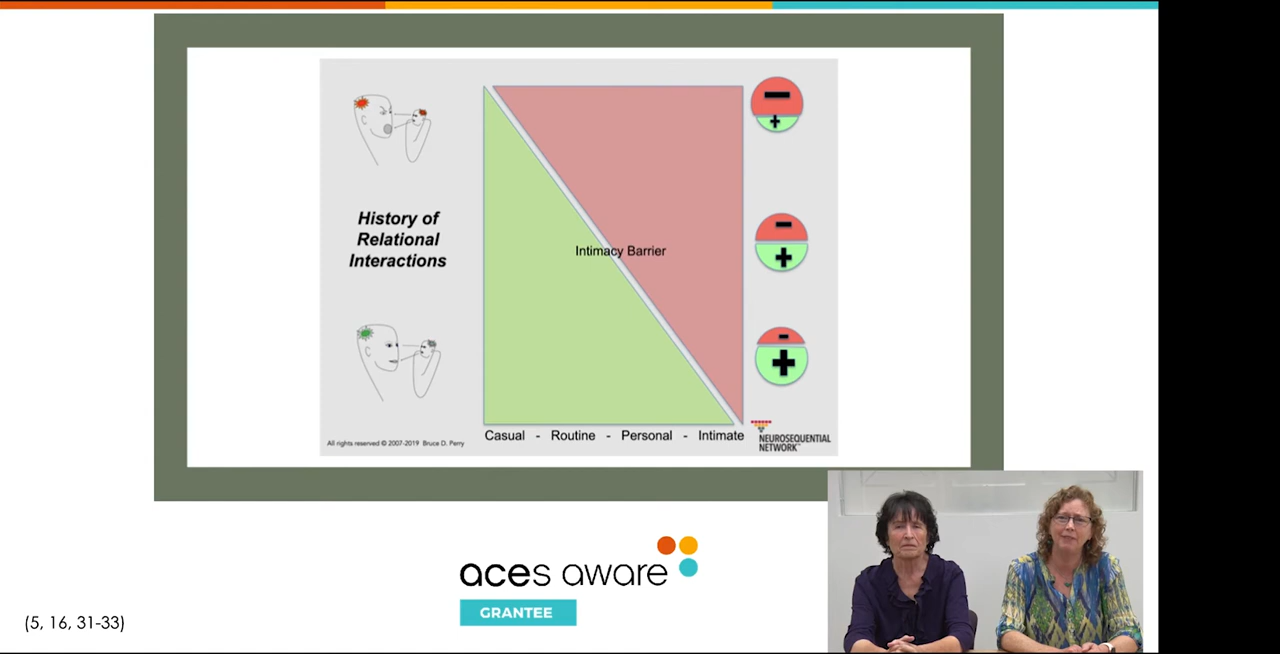 History of
Relational
Interactions
Intimacy Barrier
−
+
−
+
−
+
Casual - Routine - Personal - Intimate
All rights reserved © 2007-2019 Bruce D. Perry
NEUROSEQUENTIAL
NETWORK™
aces aware
GRANTEE
(5, 16, 31-33)